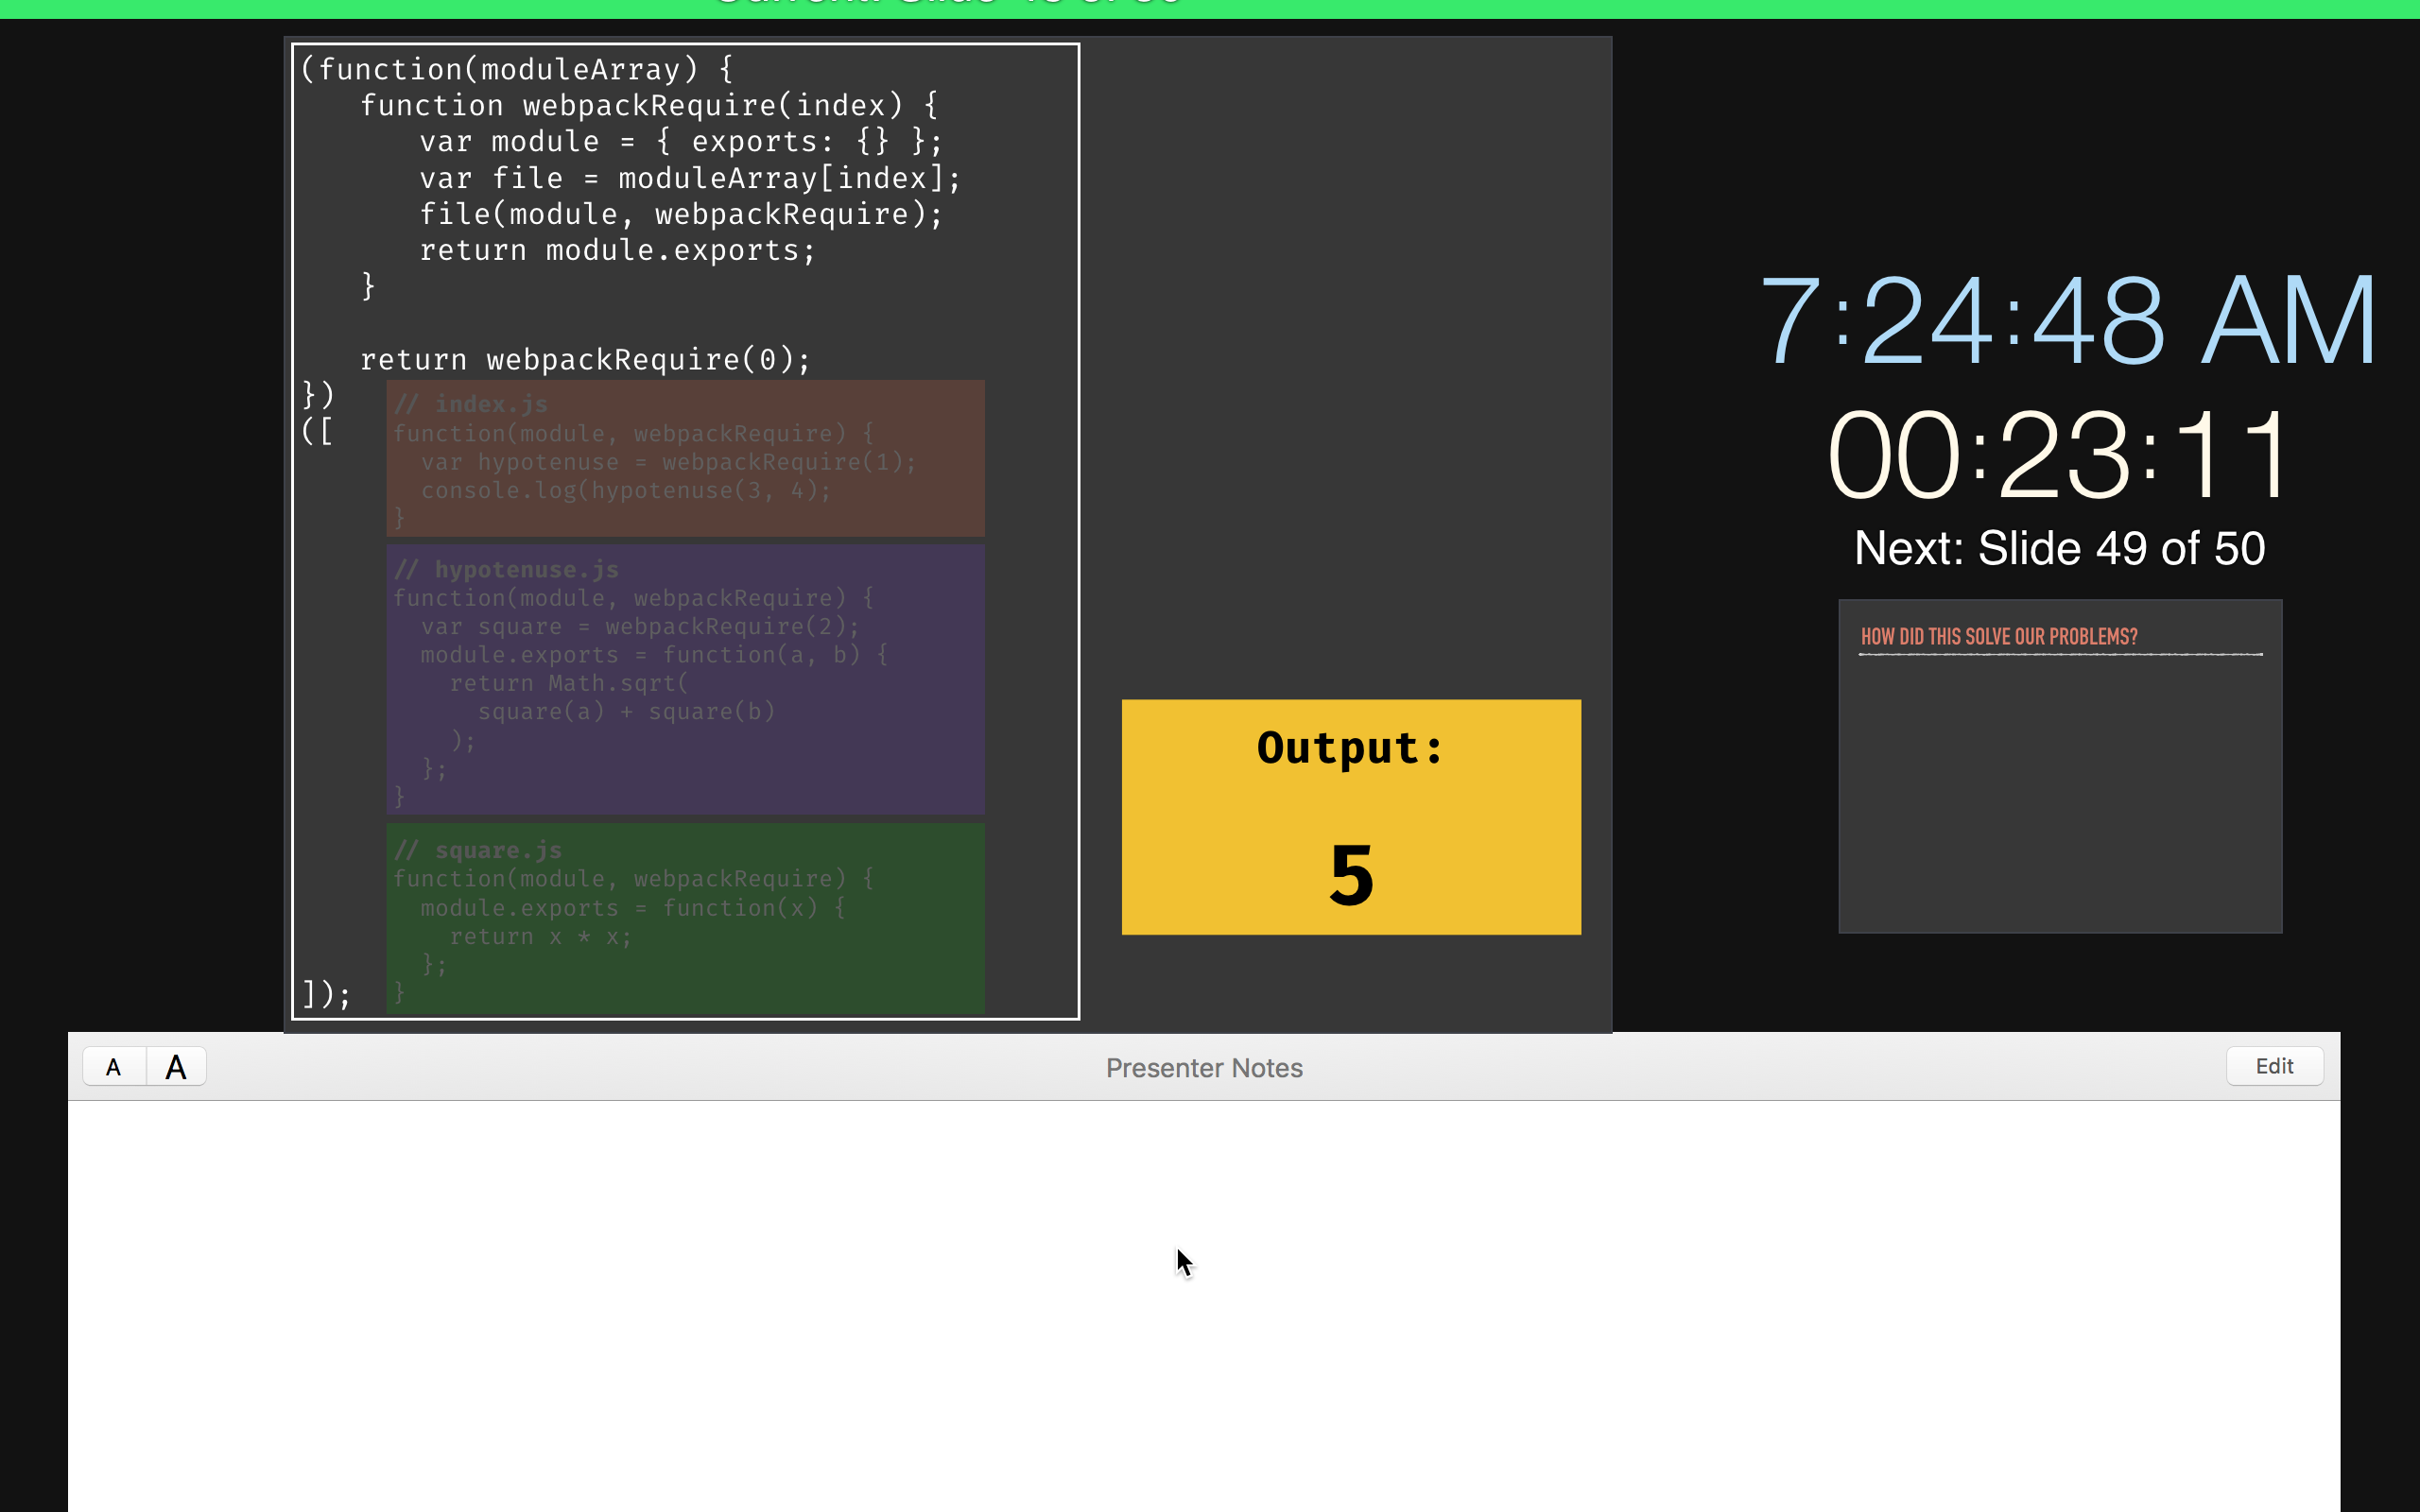 (function(moduleArray) {
function webpackRequire(index) {
var module = { exports: {} };
var file = moduleArray[index];
file(module, webpackRequire);
return module.exports;
}
return webpackRequire(0);
})
([
// index.js
function(module, webpackRequire) {
var hypotenuse = webpackRequire(1);
console.log(hypotenuse(3, 4);
}
// hypotenuse.js
function(module, webpackRequire) {
var square = webpackRequire(2);
module.exports = function(a, b) {
return Math.sqrt(
square(a) + square(b)
);
};
}
// square.js
function(module, webpackRequire) {
module.exports = function(x) {
return x * x;
};
}
]);
Output:
5
7:24:48 AM
00:23:11
Next: Slide 49 of 50
HOW DID THIS SOLVE OUR PROBLEMS?
A A
Presenter Notes
Edit